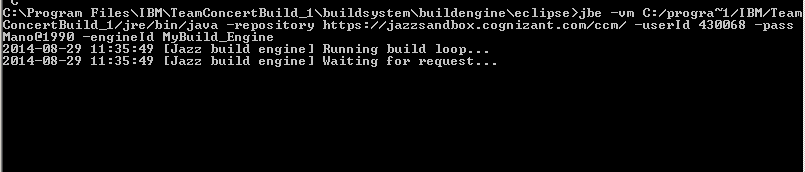 C
C:\Program Files\IBM\TeamConcertBuild_1\buildsystem\buildengine\eclipse>jbe -vm C:/progra~1/IBM/Team
ConcertBuild_1/jre/bin/java -repository https://jazzsandbox.cognizant.com/ccm/ -userId 430068 -pass
Mano@1990 -engineId MyBuild_Engine
2014-08-29 11:35:49 [Jazz build engine] Running build loop...
2014-08-29 11:35:49 [Jazz build engine] Waiting for request...